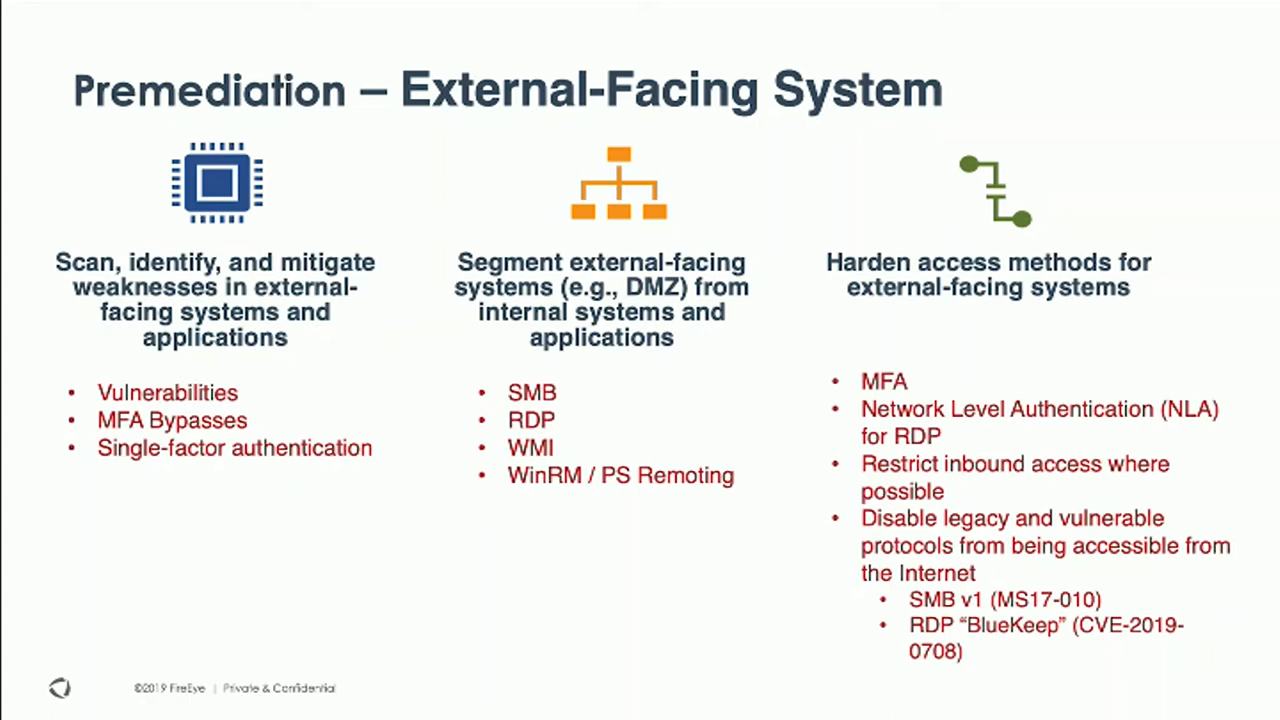 Premediation – External-Facing System
Scan, identify, and mitigate
weaknesses in external-
facing systems and
applications
• Vulnerabilities
• MFA Bypasses
• Single-factor authentication
Segment external-facing
systems (e.g., DMZ) from
internal systems and
applications
• SMB
• RDP
• WMI
• WinRM / PS Remoting
Harden access methods for
external-facing systems
• MFA
• Network Level Authentication (NLA)
for RDP
• Restrict inbound access where
possible
• Disable legacy and vulnerable
protocols from being accessible from
the Internet
• SMB v1 (MS17-010)
• RDP “BlueKeep” (CVE-2019-
0708)
©2019 FireEye | Private & Confidential